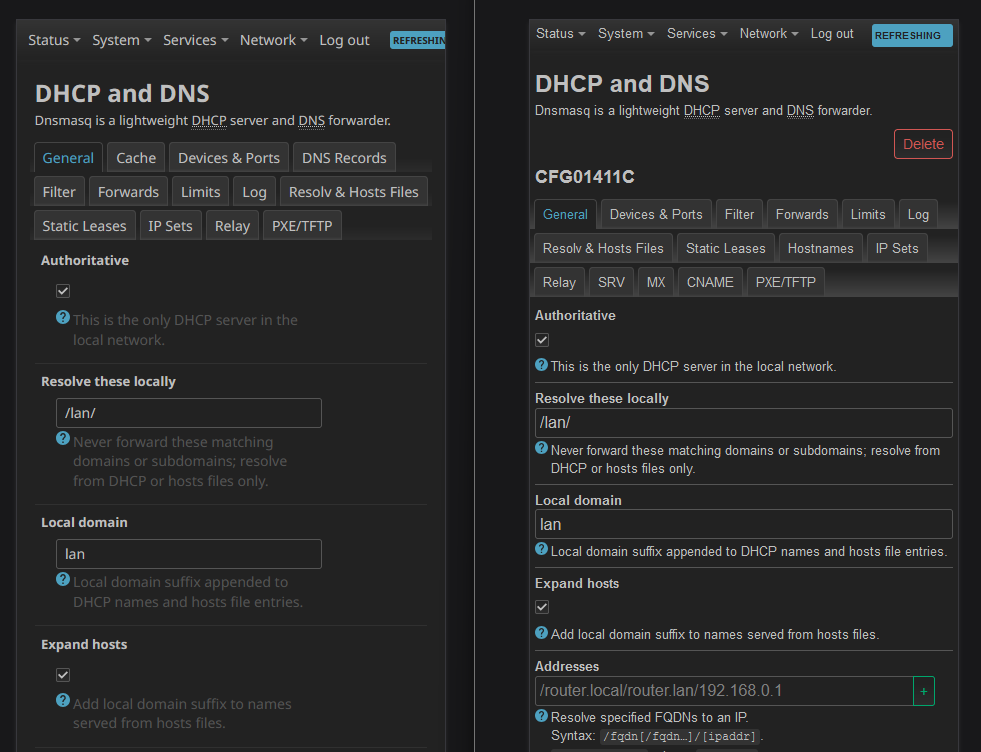 Status System Services Network Log out REFRESHIN
DHCP and DNS
Dnsmasq is a lightweight DHCP server and DNS forwarder.
General Cache Devices & Ports DNS Records
Filter Forwards Limits Log Resolv & Hosts Files
Static Leases IP Sets Relay PXE/TFTP
Authoritative
This is the only DHCP server in the
local network.
Resolve these locally
/lan/
Never forward these matching
domains or subdomains; resolve
from DHCP or hosts files only.
Local domain
lan
Local domain suffix appended to
DHCP names and hosts file entries.
Expand hosts
Add local domain suffix to names
served from hosts files.
Status System Services Network Log out REFRESHING
DHCP and DNS
Dnsmasq is a lightweight DHCP server and DNS forwarder.
Delete
CFG01411C
General Devices & Ports Filter Forwards Limits Log
Resolv & Hosts Files Static Leases Hostnames IP Sets
Relay SRV MX CNAME PXE/TFTP
Authoritative
This is the only DHCP server in the local network.
Resolve these locally
/lan/
Never forward these matching domains or subdomains; resolve from
DHCP or hosts files only.
Local domain
lan
Local domain suffix appended to DHCP names and hosts file entries.
Expand hosts
Add local domain suffix to names served from hosts files.
Addresses
/router.local/router.lan/192.168.0.1 +
Resolve specified FQDNs to an IP.
Syntax: /fqdn[/fqdn…]/[ipaddr].